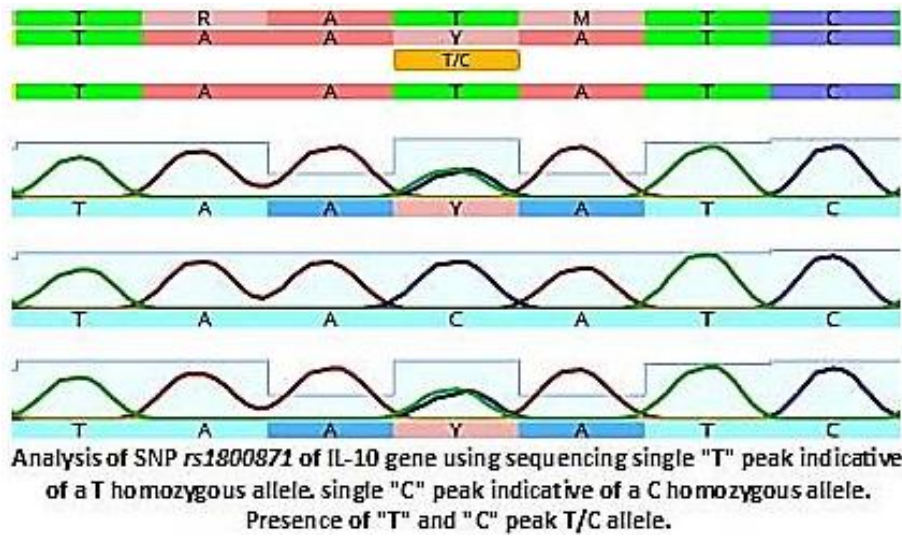 T R A T M T C
T A A Y A T C
T/C
T A A T A T C
T A A Y A T C
T A A C A T C
T A A Y A T C
Analysis of SNP rs1800871 of IL-10 gene using sequencing single "T" peak indicative
of a T homozygous allele. single "C" peak indicative of a C homozygous allele.
Presence of "T" and "C" peak T/C allele.